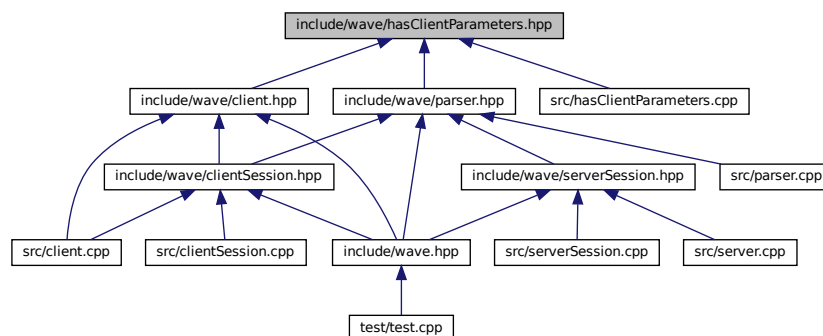 include/wave/hasClientParameters.hpp
include/wave/client.hpp
include/wave/parser.hpp
src/hasClientParameters.cpp
include/wave/clientSession.hpp
include/wave/serverSession.hpp
src/parser.cpp
src/client.cpp
src/clientSession.cpp
include/wave.hpp
src/serverSession.cpp
src/server.cpp
test/test.cpp